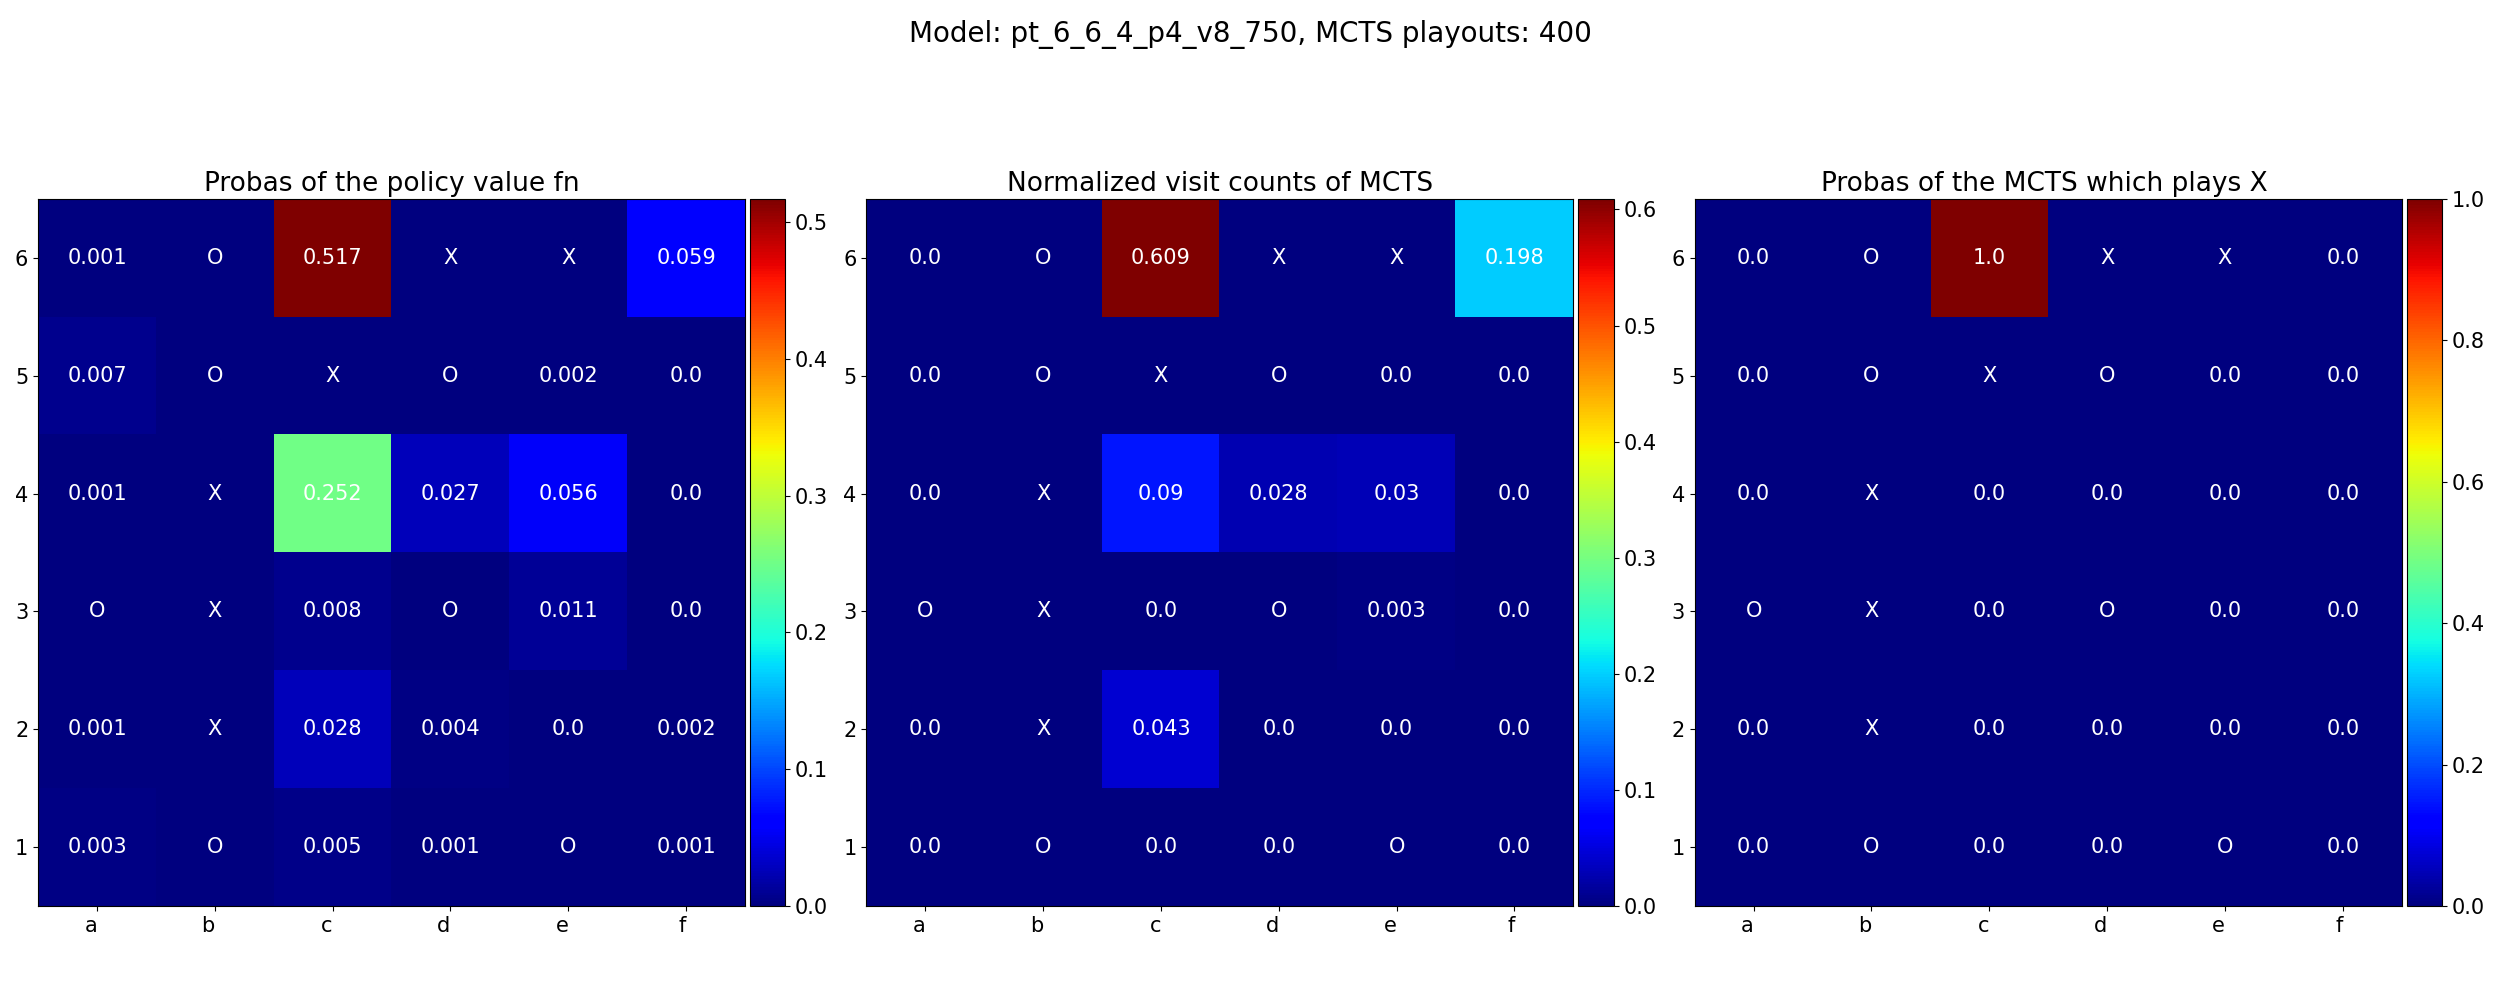 Model: pt_6_6_4_p4_v8_750, MCTS playouts: 400
Probas of the policy value fn
6 0.001 O 0.517 X X 0.059
5 0.007 O X O 0.002 0.0
4 0.001 X 0.252 0.027 0.056 0.0
3 O X 0.008 O 0.011 0.0
2 0.001 X 0.028 0.004 0.0 0.002
1 0.003 O 0.005 0.001 O 0.001
a b c d e f
0.5
0.4
0.3
0.2
0.1
0.0
Normalized visit counts of MCTS
6 0.0 O 0.609 X X 0.198
5 0.0 O X O 0.0 0.0
4 0.0 X 0.09 0.028 0.03 0.0
3 O X 0.0 O 0.003 0.0
2 0.0 X 0.043 0.0 0.0 0.0
1 0.0 O 0.0 0.0 O 0.0
a b c d e f
0.6
0.5
0.4
0.3
0.2
0.1
0.0
Probas of the MCTS which plays X
6 0.0 O 1.0 X X 0.0
5 0.0 O X O 0.0 0.0
4 0.0 X 0.0 0.0 0.0 0.0
3 O X 0.0 O 0.0 0.0
2 0.0 X 0.0 0.0 0.0 0.0
1 0.0 O 0.0 0.0 O 0.0
a b c d e f
1.0
0.8
0.6
0.4
0.2
0.0